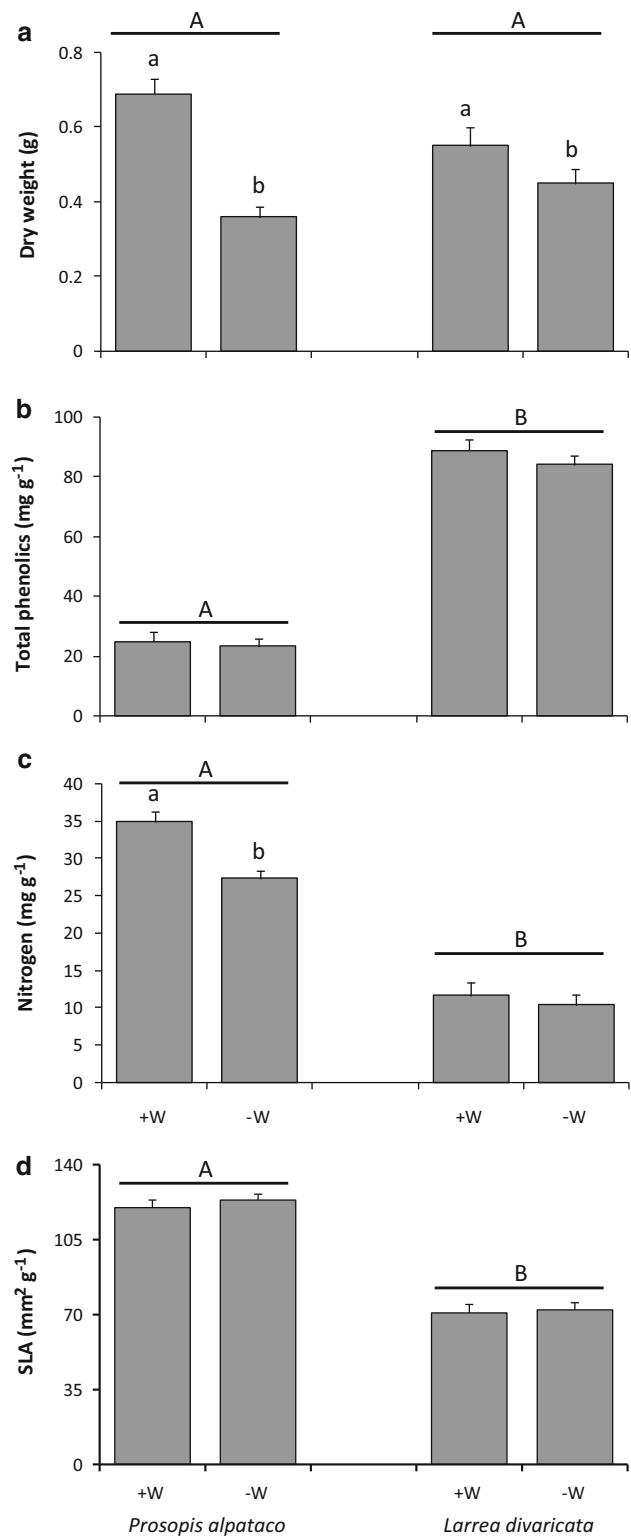 a
A A
0.8
a
a
0.6
b
b
0.4
0.2
0
Dry weight (g)
b
100
B
80
60
40
A
20
0
Total phenolics (mg g⁻¹)
c
40
A
a
35
30
b
25
20
B
15
10
5
0
Nitrogen (mg g⁻¹)
+W -W +W -W
d
140
A
105
B
70
35
0
SLA (mm² g⁻¹)
+W -W +W -W
Prosopis alpataco Larrea divaricata